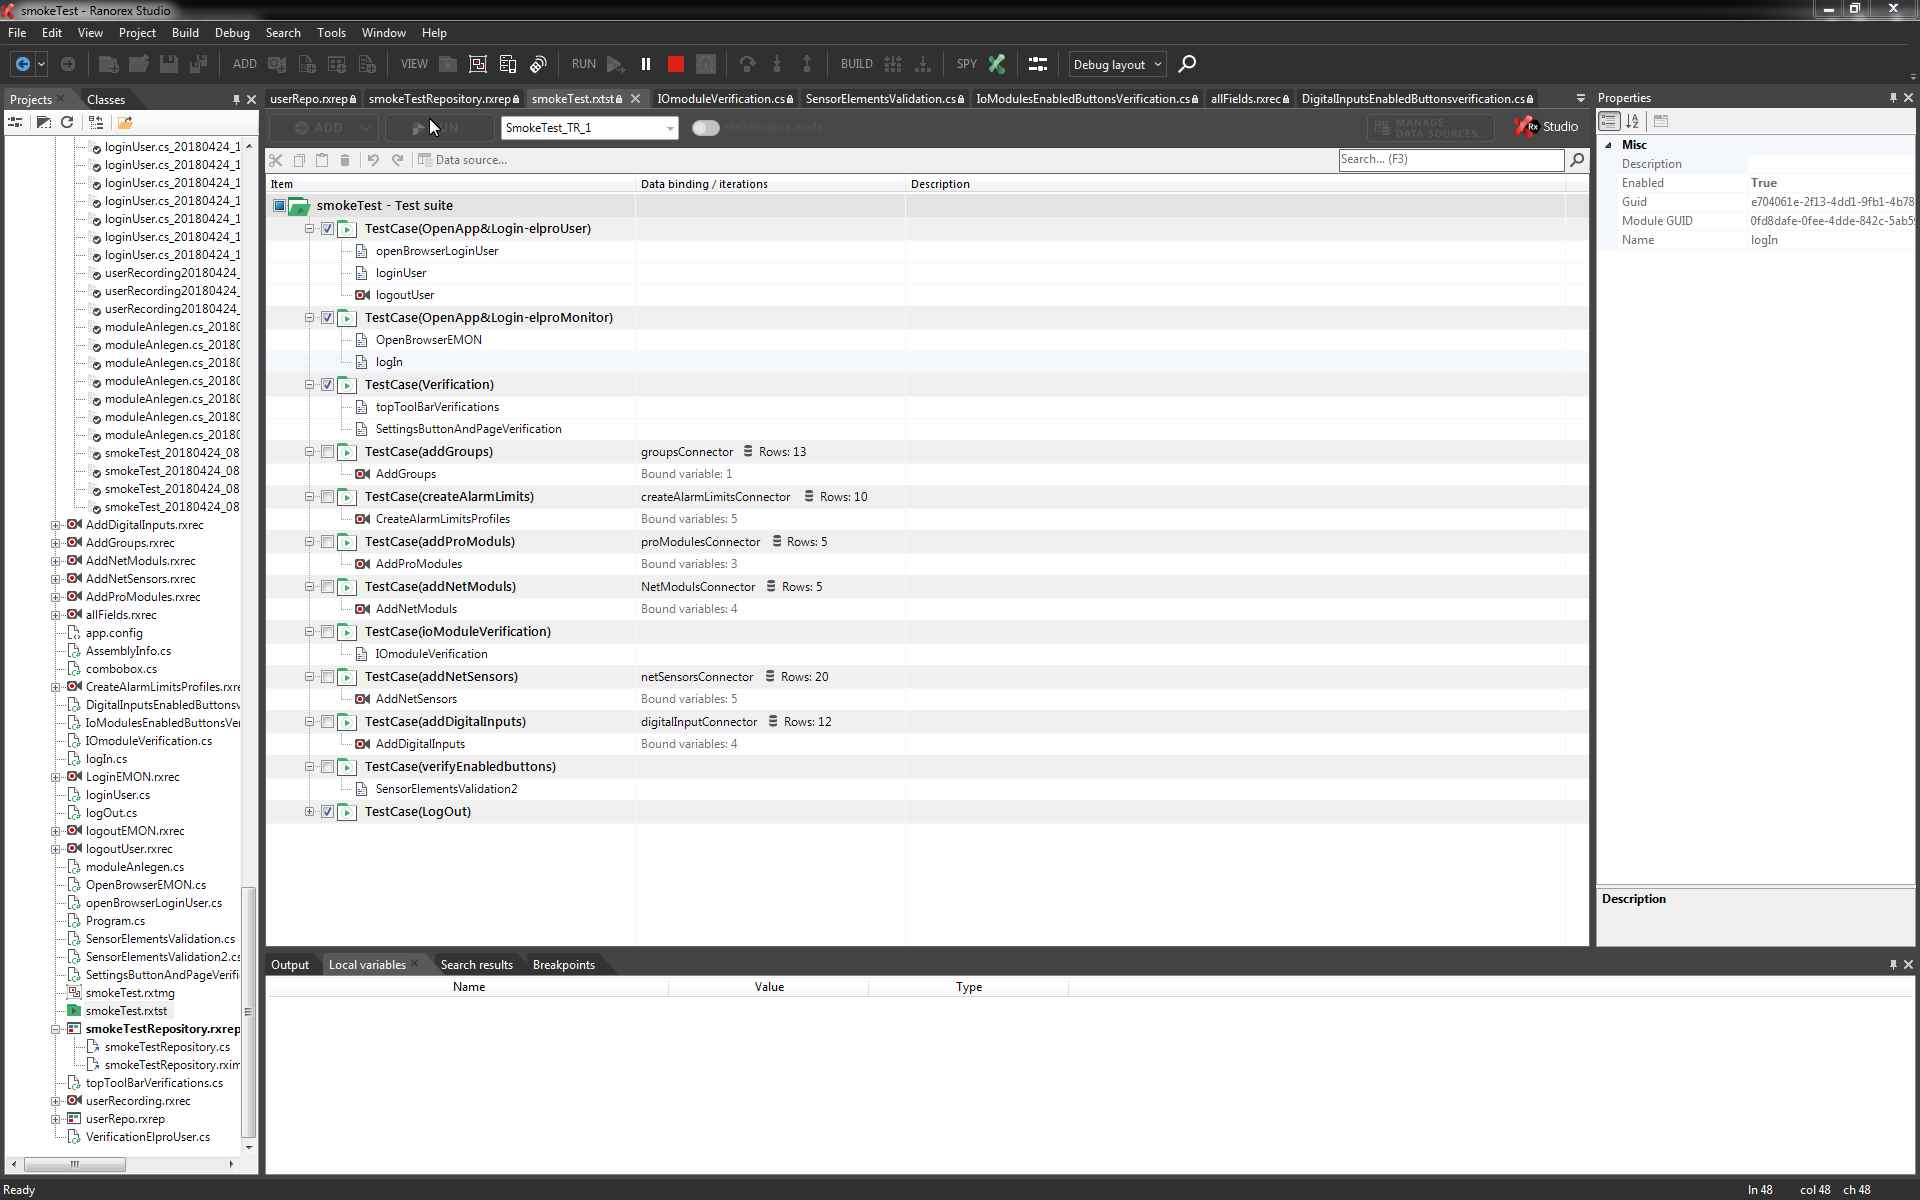 smokeTest - Ranorex Studio
File Edit View Project Build Debug Search Tools Window Help
ADD VIEW RUN BUILD SPY Debug layout
Projects Classes
userRepo.rxrep smokeTestRepository.rxrep smokeTest.rxtst IOmoduleVerification.cs SensorElementsValidation.cs IoModulesEnabledButtonsVerification.cs allFields.rxrec DigitalInputsEnabledButtonsverification.cs
Properties
ADD SmokeTest_TR_1 MANAGE DATA SOURCES... Rx Studio
Data source... Search... (F3)
Item Data binding / iterations Description
loginUser.cs_20180424_1
loginUser.cs_20180424_1
loginUser.cs_20180424_1
loginUser.cs_20180424_1
loginUser.cs_20180424_1
loginUser.cs_20180424_1
loginUser.cs_20180424_1
userRecording20180424_
userRecording20180424_
userRecording20180424_
moduleAnlegen.cs_20180
moduleAnlegen.cs_20180
moduleAnlegen.cs_20180
moduleAnlegen.cs_20180
moduleAnlegen.cs_20180
moduleAnlegen.cs_20180
moduleAnlegen.cs_20180
smokeTest_20180424_08
smokeTest_20180424_08
smokeTest_20180424_08
smokeTest_20180424_08
AddDigitalInputs.rxrec
AddGroups.rxrec
AddNetModuls.rxrec
AddNetSensors.rxrec
AddProModules.rxrec
allFields.rxrec
app.config
AssemblyInfo.cs
combobox.cs
CreateAlarmLimitsProfiles.rxre
DigitalInputsEnabledButtonsv
IoModulesEnabledButtonsVer
IOmoduleVerification.cs
logIn.cs
LoginEMON.rxrec
loginUser.cs
logOut.cs
logoutEMON.rxrec
logoutUser.rxrec
moduleAnlegen.cs
OpenBrowserEMON.cs
openBrowserLoginUser.cs
Program.cs
SensorElementsValidation.cs
SensorElementsValidation2.cs
SettingsButtonAndPageVerifi
smokeTest.rxtmg
smokeTest.rxtst
smokeTestRepository.rxrep
smokeTestRepository.cs
smokeTestRepository.rxim
topToolBarVerifications.cs
userRecording.rxrec
userRepo.rxrep
VerificationElproUser.cs
smokeTest - Test suite
TestCase(OpenApp&Login-elproUser)
openBrowserLoginUser
loginUser
logoutUser
TestCase(OpenApp&Login-elproMonitor)
OpenBrowserEMON
logIn
TestCase(Verification)
topToolBarVerifications
SettingsButtonAndPageVerification
TestCase(addGroups) groupsConnector Rows: 13
AddGroups Bound variable: 1
TestCase(createAlarmLimits) createAlarmLimitsConnector Rows: 10
CreateAlarmLimitsProfiles Bound variables: 5
TestCase(addProModuls) proModulesConnector Rows: 5
AddProModules Bound variables: 3
TestCase(addNetModuls) NetModulsConnector Rows: 5
AddNetModuls Bound variables: 4
TestCase(ioModuleVerification)
IOmoduleVerification
TestCase(addNetSensors) netSensorsConnector Rows: 20
AddNetSensors Bound variables: 5
TestCase(addDigitalInputs) digitalInputConnector Rows: 12
AddDigitalInputs Bound variables: 4
TestCase(verifyEnabledbuttons)
SensorElementsValidation2
TestCase(LogOut)
Misc
Description
Enabled True
Guid e704061e-2f13-4dd1-9fb1-4b78
Module GUID 0fd8dafe-0fee-4dde-842c-5ab5
Name logIn
Description
Output Local variables Search results Breakpoints
Name Value Type
Ready ln 48 col 48 ch 48